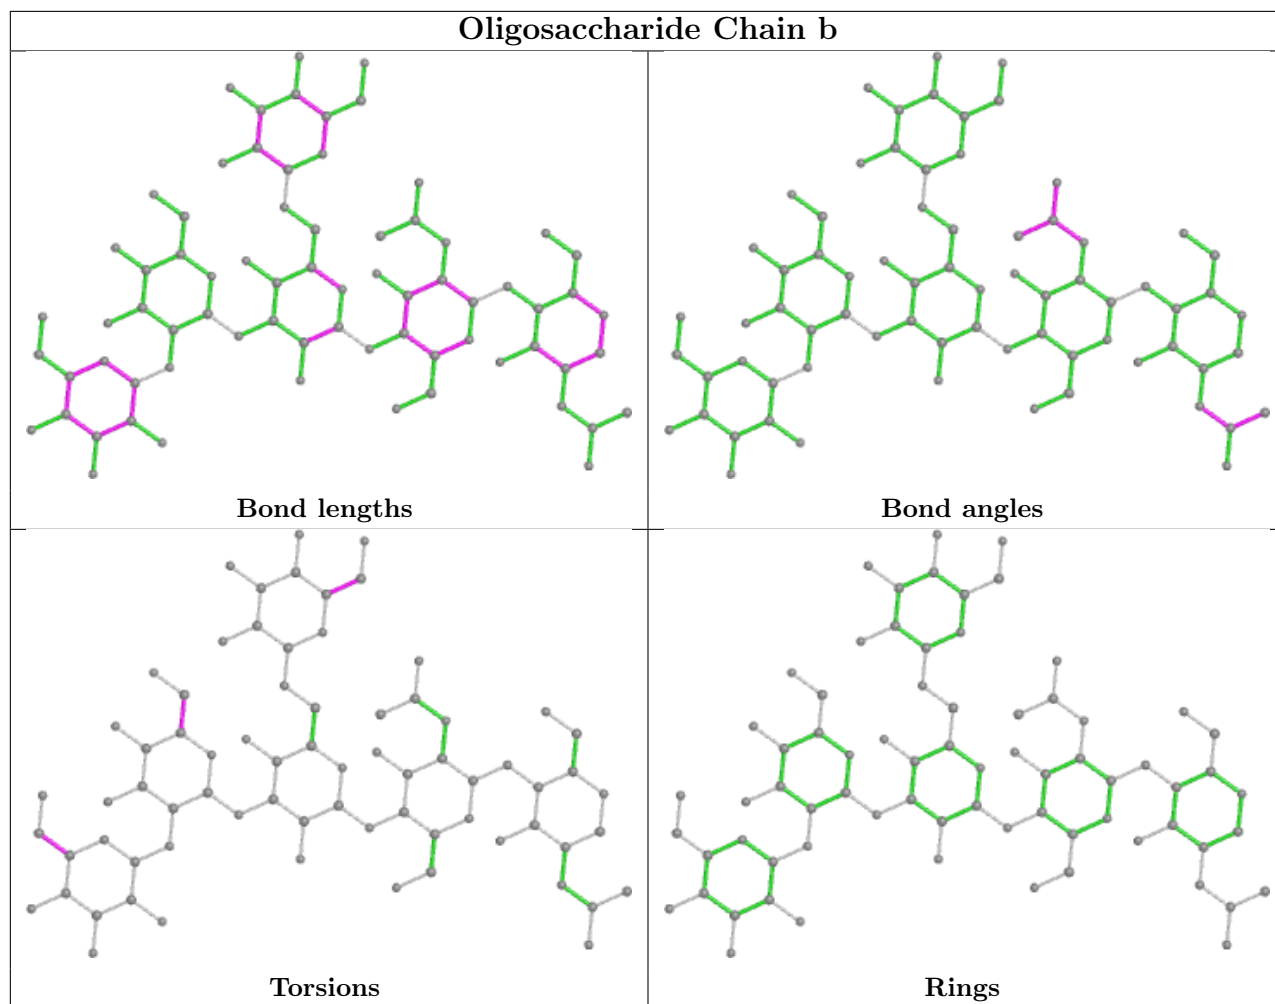 Oligosaccharide Chain b
Bond lengths
Bond angles
Torsions
Rings